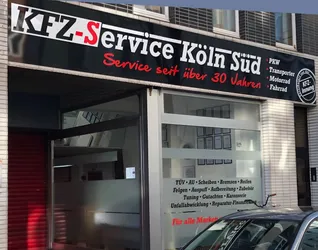 KFZ-Service Köln Süd
Service seit über 30 Jahren
· PKW
· Transporter
· Motorrad
· Fahrrad
TÜV · AU · Scheiben · Bremsen · Reifen
Felgen · Auspuff · Aufbereitung · Zubehör
Tuning · Gutachten · Karosserie
Unfallabwicklung · Reparatur
Für alle Marken